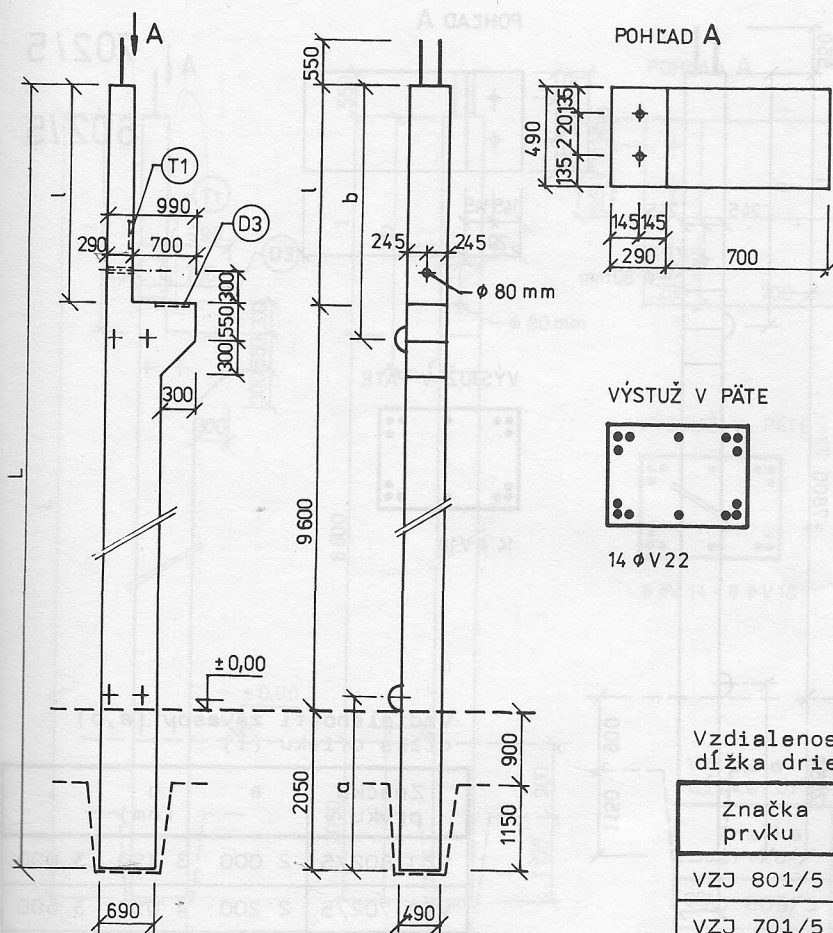 A
POHĽAD A
550
490
135
220
135
145 145
290 700
l
T1
990
D3
290 700
300
550
300
300
b
l
245 245
ϕ 80 mm
VÝSTUŽ V PÄTE
14 ϕ V 22
L
9 600
± 0,00
900
1150
2050
a
690
490
Vzdialenos
dĺžka drie
Značka
prvku
VZJ 801/5
VZJ 701/5